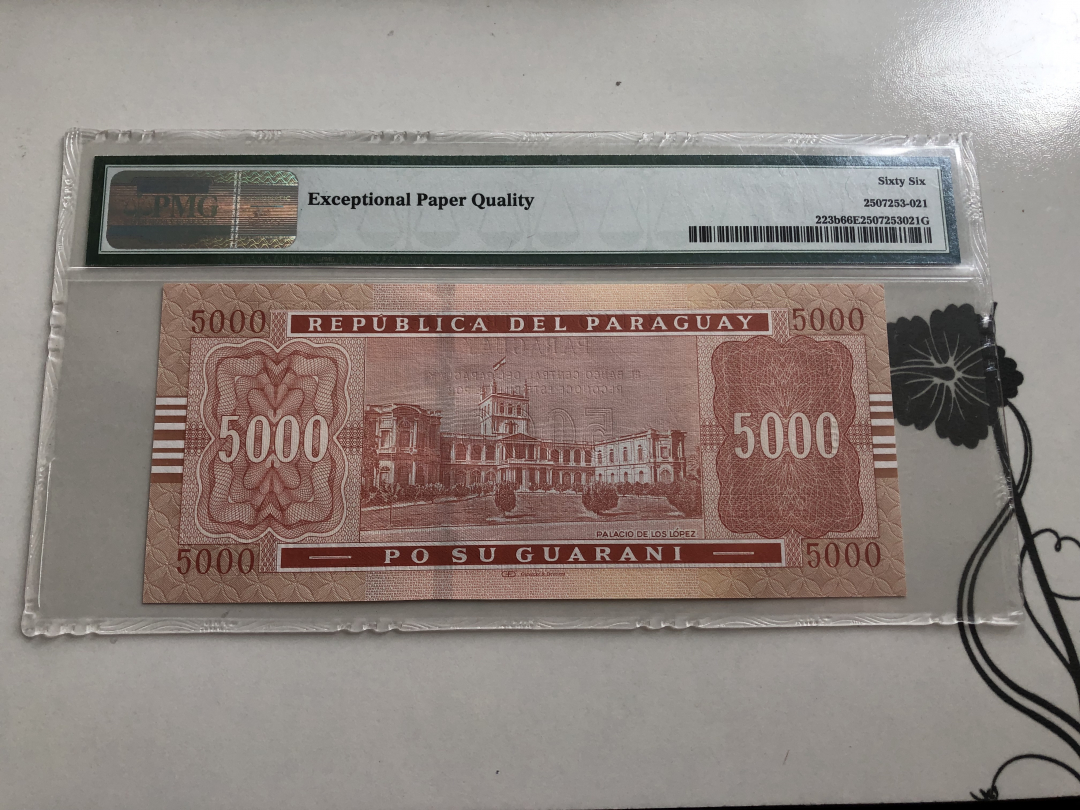 PMG
Exceptional Paper Quality
Sixty Six
2507253-021
223b66E2507253021G
5000
REPÚBLICA DEL PARAGUAY
5000
5000
5000
PALACIO DE LOS LÓPEZ
5000
PO SU GUARANI
5000